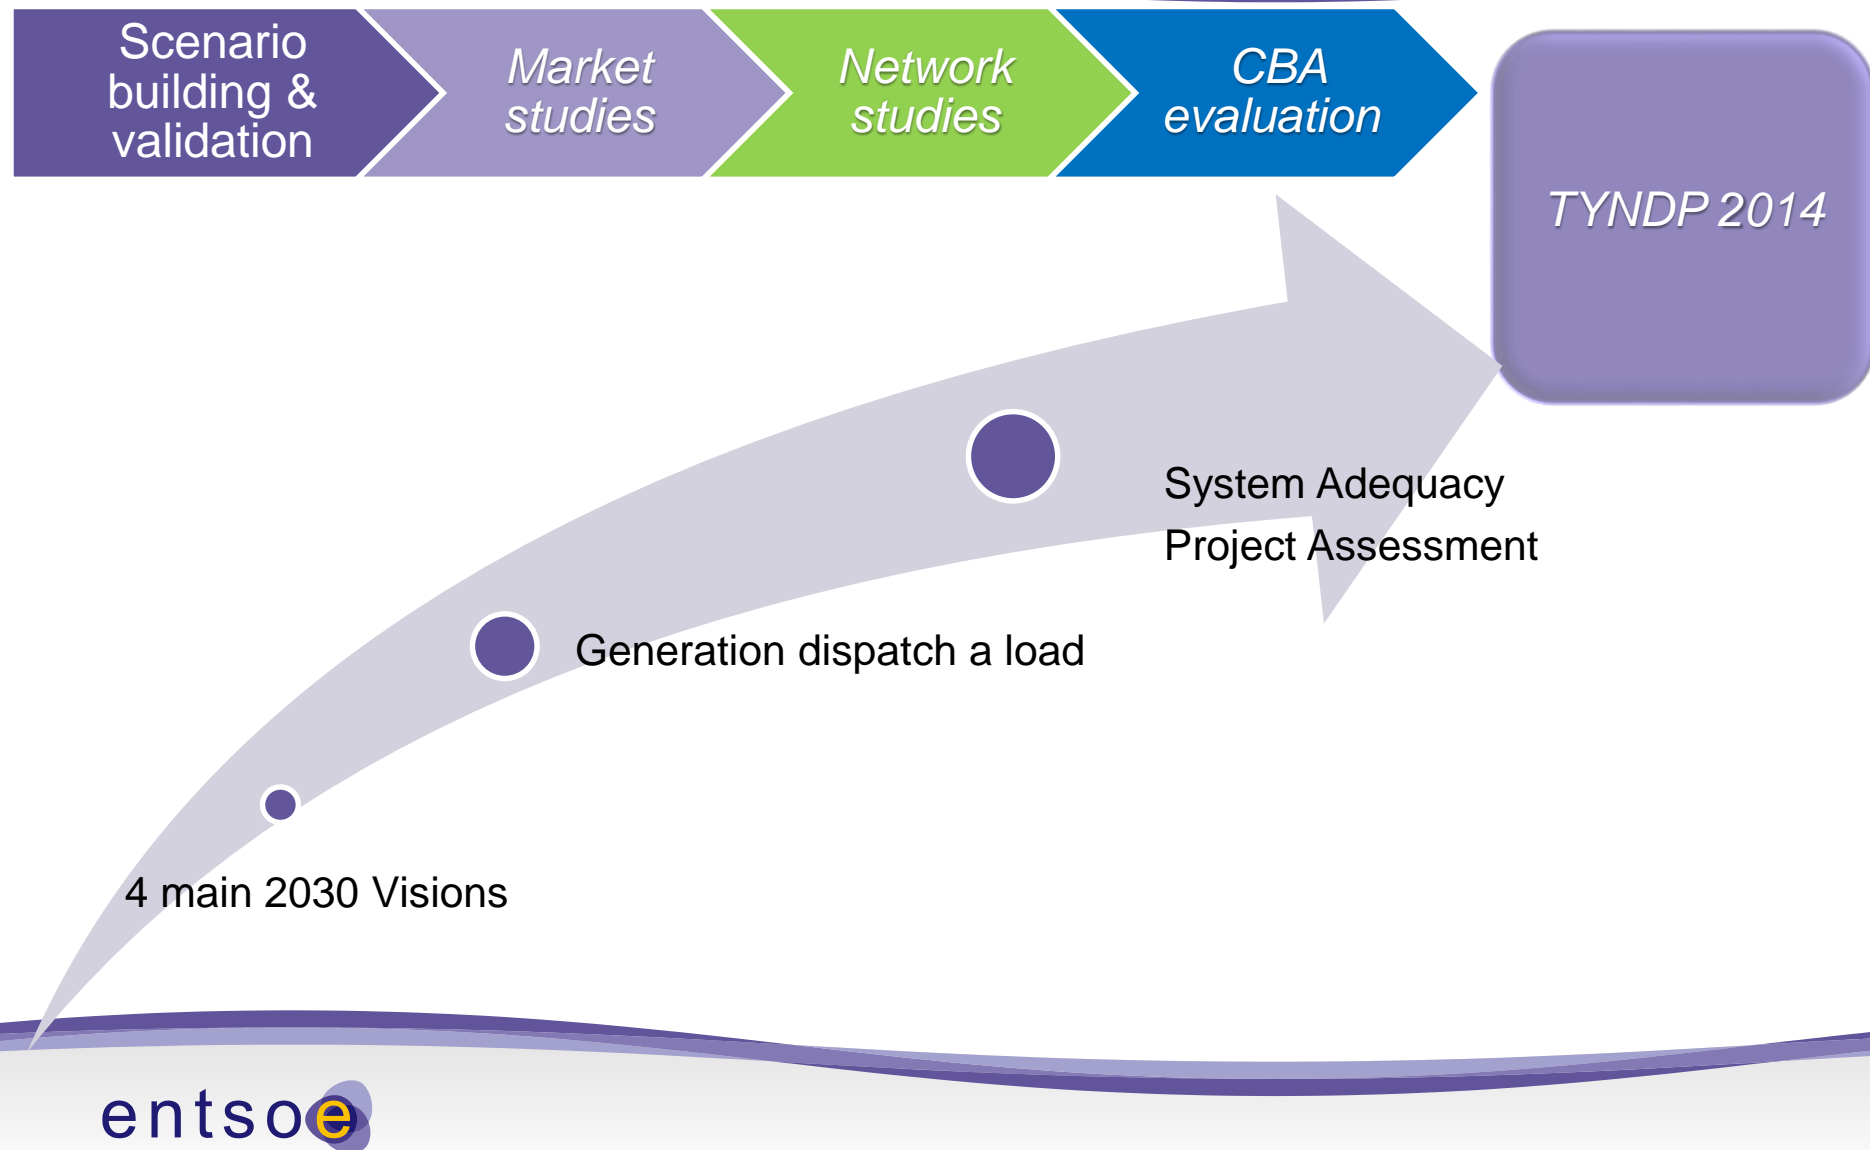 Scenario
building &
validation
Market
studies
Network
studies
CBA
evaluation
TYNDP 2014
System Adequacy
Project Assessment
Generation dispatch a load
4 main 2030 Visions
entsoe